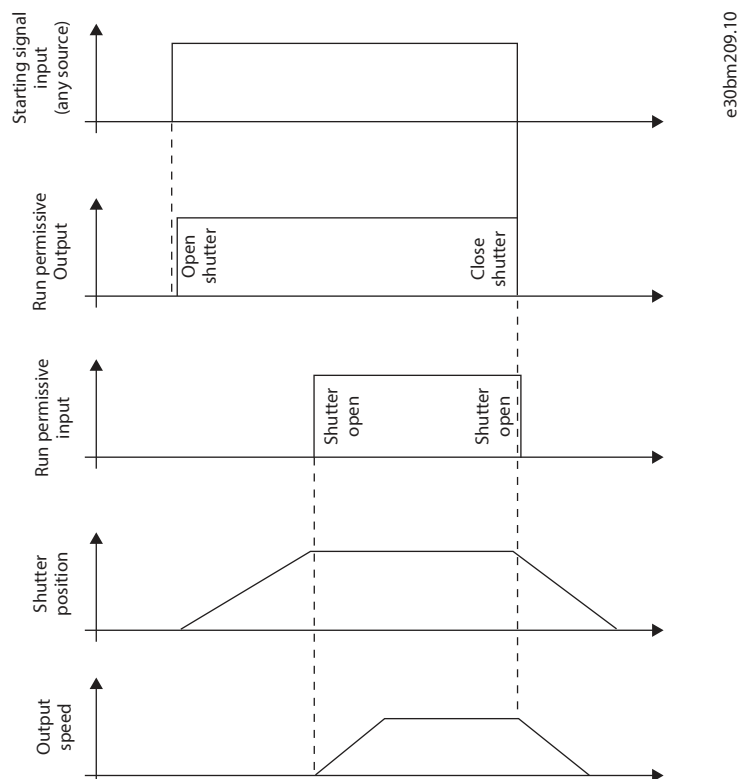 Starting signal
input
(any source)
e30bm209.10
Run permissive
Output
Open
shutter
Close
shutter
Run permissive
input
Shutter
open
Shutter
open
Shutter
position
Output
speed